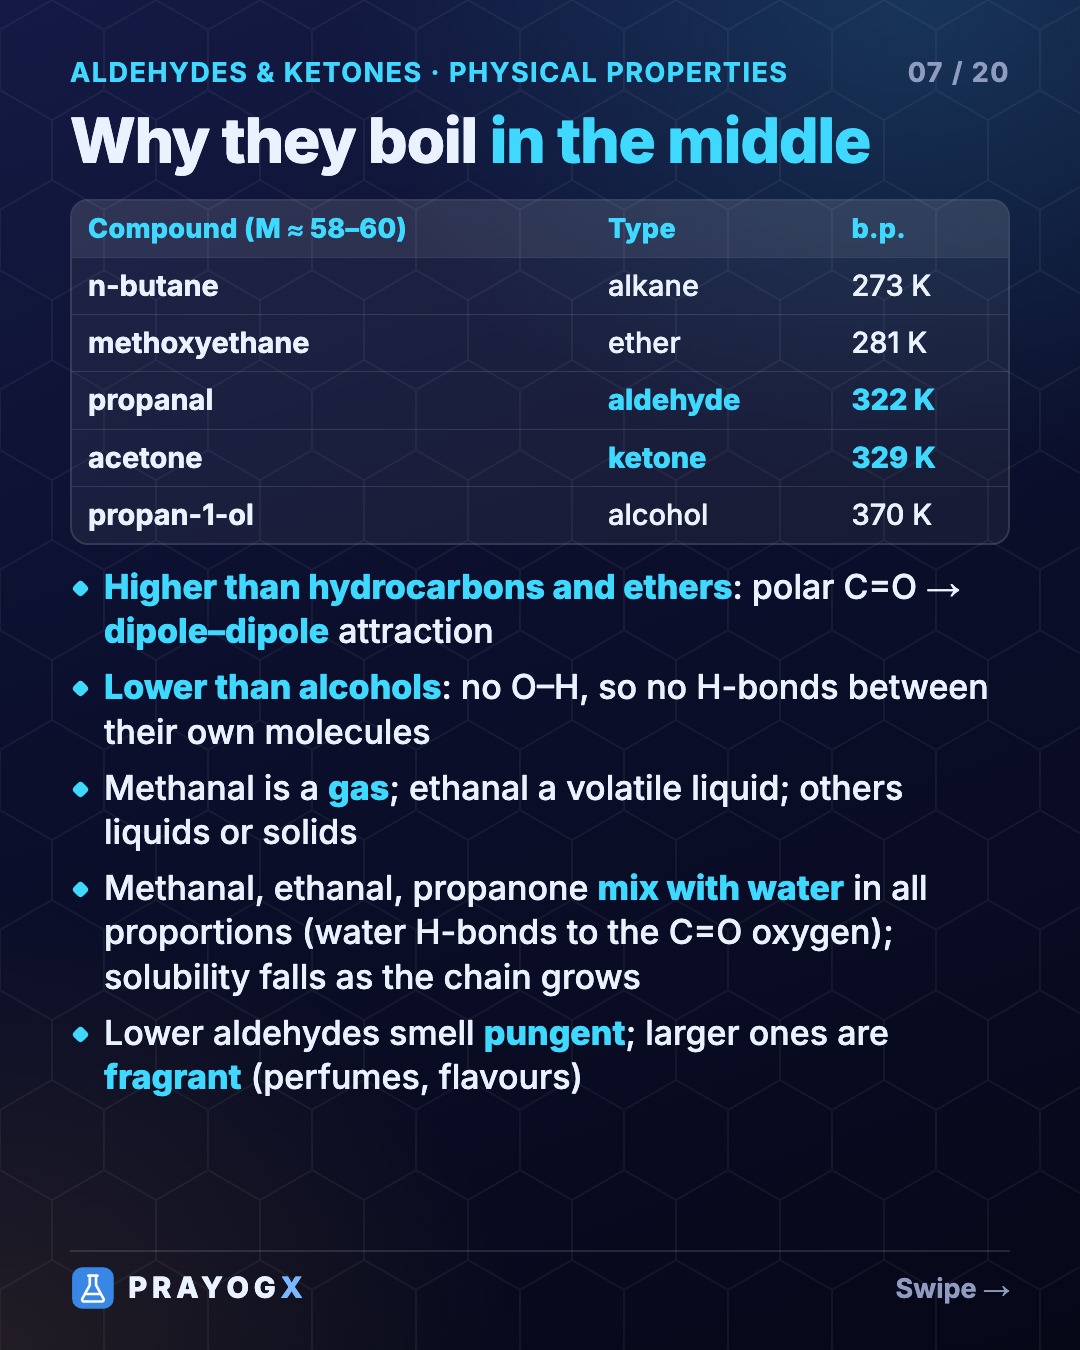 ALDEHYDES & KETONES · PHYSICAL PROPERTIES 07 / 20
Why they boil in the middle
Compound (M ≈ 58–60) Type b.p.
n-butane alkane 273 K
methoxyethane ether 281 K
propanal aldehyde 322 K
acetone ketone 329 K
propan-1-ol alcohol 370 K
Higher than hydrocarbons and ethers: polar C=O →
dipole–dipole attraction
Lower than alcohols: no O–H, so no H-bonds between
their own molecules
Methanal is a gas; ethanal a volatile liquid; others
liquids or solids
Methanal, ethanal, propanone mix with water in all
proportions (water H-bonds to the C=O oxygen);
solubility falls as the chain grows
Lower aldehydes smell pungent; larger ones are
fragrant (perfumes, flavours)
PRAYOGX Swipe →